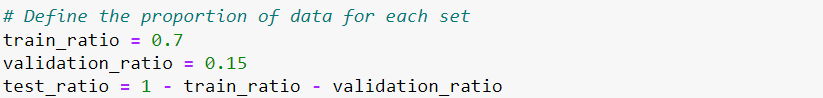 # Define the proportion of data for each set
train_ratio = 0.7
validation_ratio = 0.15
test_ratio = 1 - train_ratio - validation_ratio